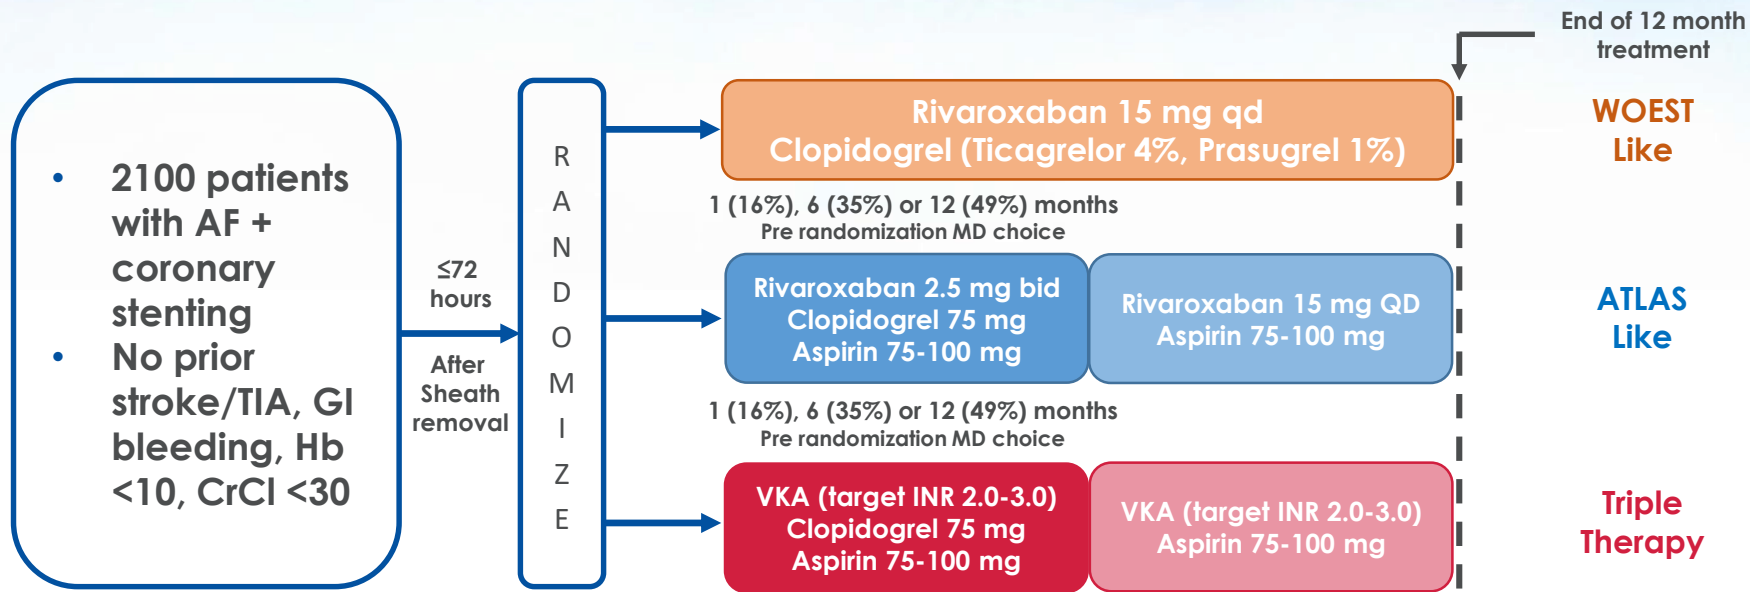 End of 12 month
treatment
• 2100 patients
with AF +
coronary
stenting
• No prior
stroke/TIA, GI
bleeding, Hb
<10, CrCl <30
≤72
hours
After
Sheath
removal
R
A
N
D
O
M
I
Z
E
Rivaroxaban 15 mg qd
Clopidogrel (Ticagrelor 4%, Prasugrel 1%)
WOEST
Like
1 (16%), 6 (35%) or 12 (49%) months
Pre randomization MD choice
Rivaroxaban 2.5 mg bid
Clopidogrel 75 mg
Aspirin 75-100 mg
Rivaroxaban 15 mg QD
Aspirin 75-100 mg
ATLAS
Like
1 (16%), 6 (35%) or 12 (49%) months
Pre randomization MD choice
VKA (target INR 2.0-3.0)
Clopidogrel 75 mg
Aspirin 75-100 mg
VKA (target INR 2.0-3.0)
Aspirin 75-100 mg
Triple
Therapy